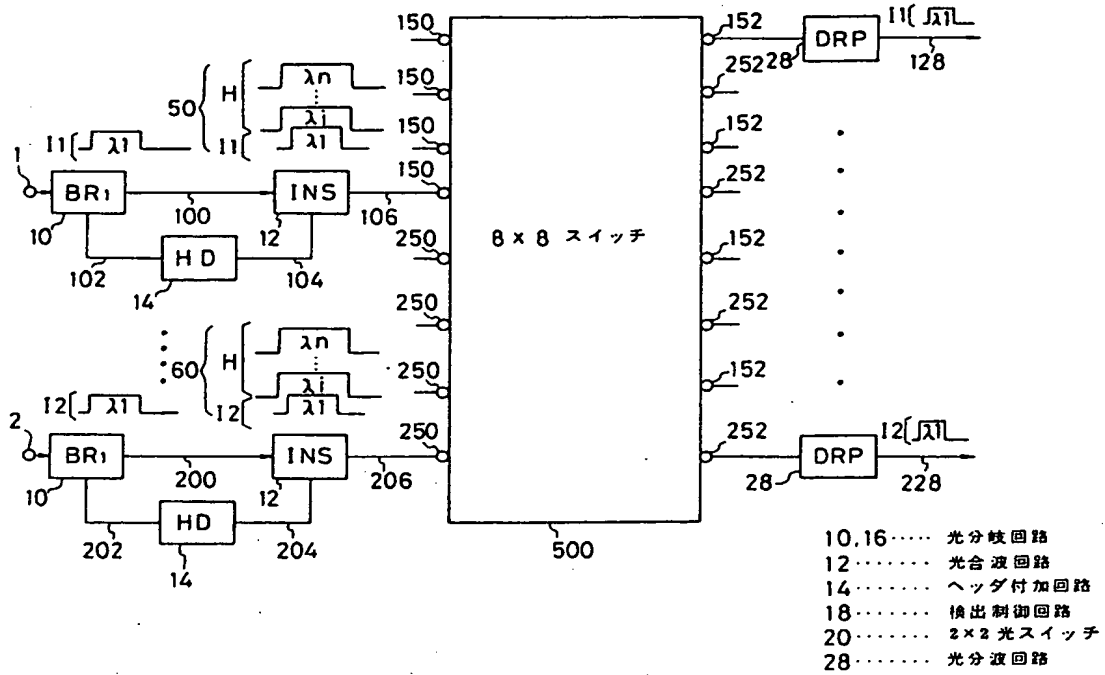 150
152
I1 λ1
28 DRP 128
50 H λn
150
252
I1 λ1
λi
I1 λ1
150
152
1
BR1 100 INS 106
150
252
10
12
102 HD 104
14
8×8 スイッチ
250
152
60 H λn
250
252
λi
I2 λ1
I2 λ1
250
152
2
BR1 200 INS 206
250
252
DRP
I2 λ1
10
12
28
228
202 HD 204
14
500
10,16····· 光分岐回路
12······· 光合波回路
14······· ヘッダ付加回路
18······· 検出制御回路
20······· 2×2光スイッチ
28······· 光分波回路